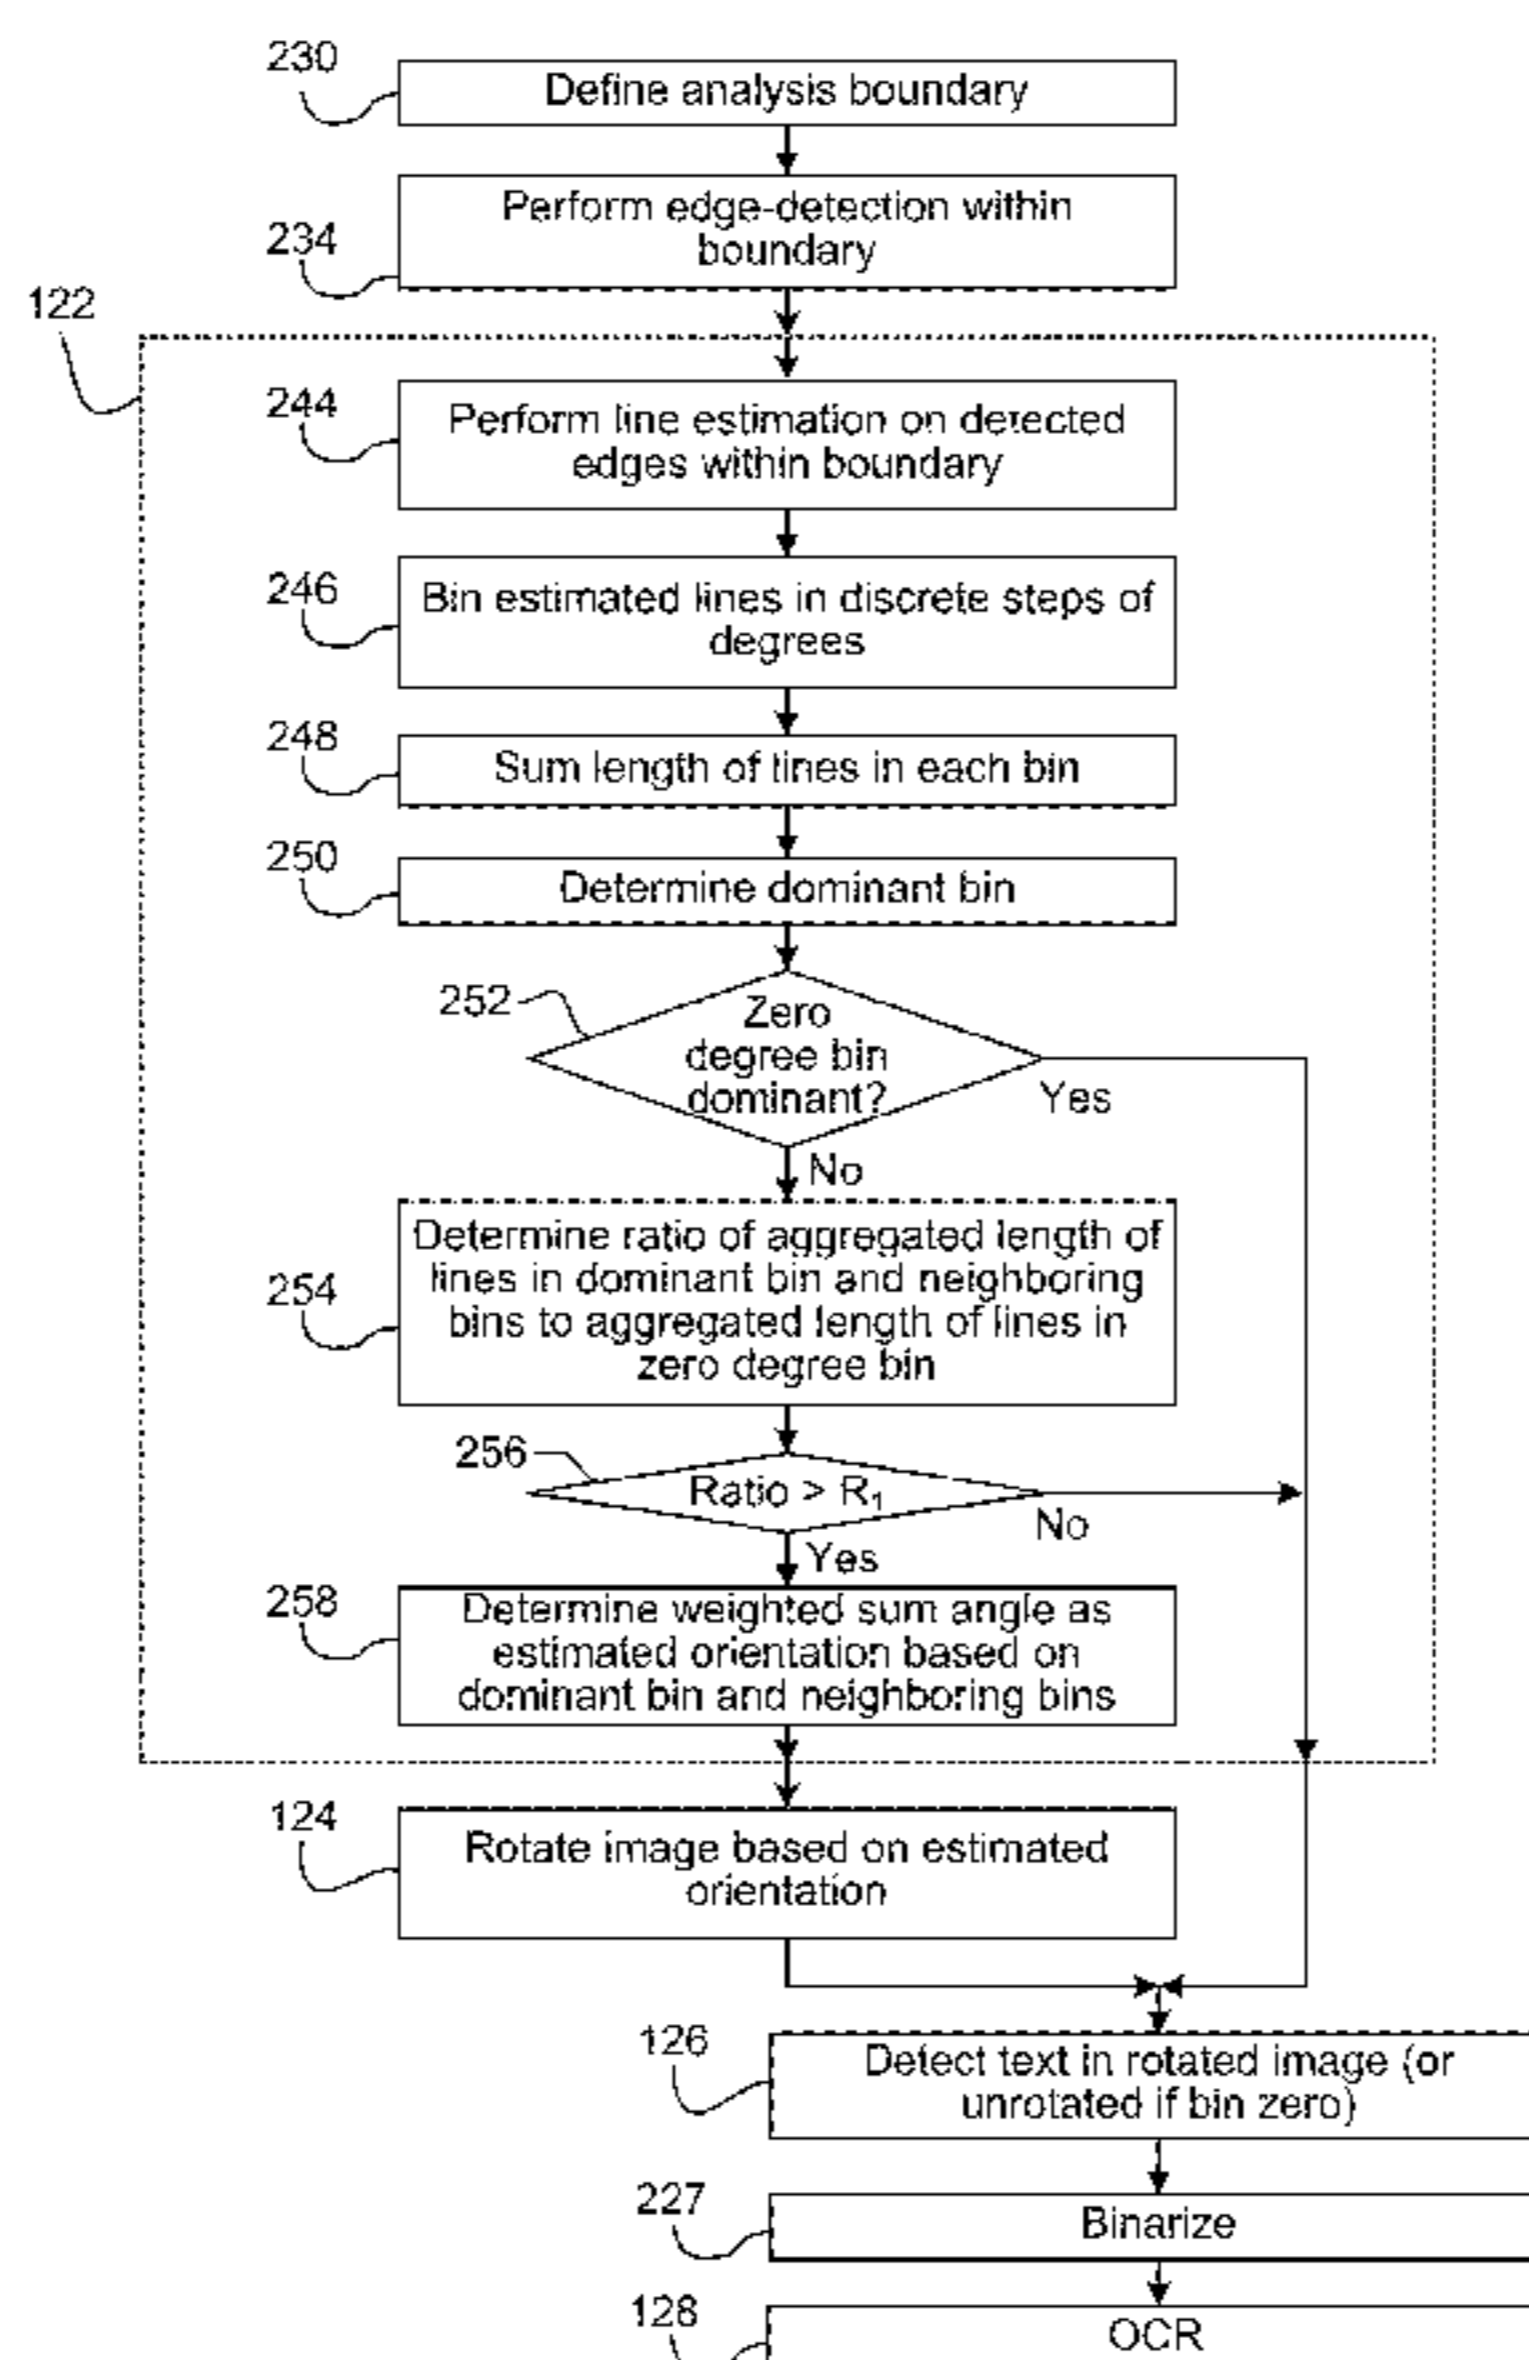 230
Define analysis boundary
234
Perform edge-detection within
boundary
122
244
Perform line estimation on detected
edges within boundary
246
Bin estimated lines in discrete steps of
degrees
248
Sum length of lines in each bin
250
Determine dominant bin
252
Zero
degree bin
dominant?
Yes
No
254
Determine ratio of aggregated length of
lines in dominant bin and neighboring
bins to aggregated length of lines in
zero degree bin
256
Ratio > R₁
No
Yes
258
Determine weighted sum angle as
estimated orientation based on
dominant bin and neighboring bins
124
Rotate image based on estimated
orientation
126
Detect text in rotated image (or
unrotated if bin zero)
227
Binarize
128
OCR